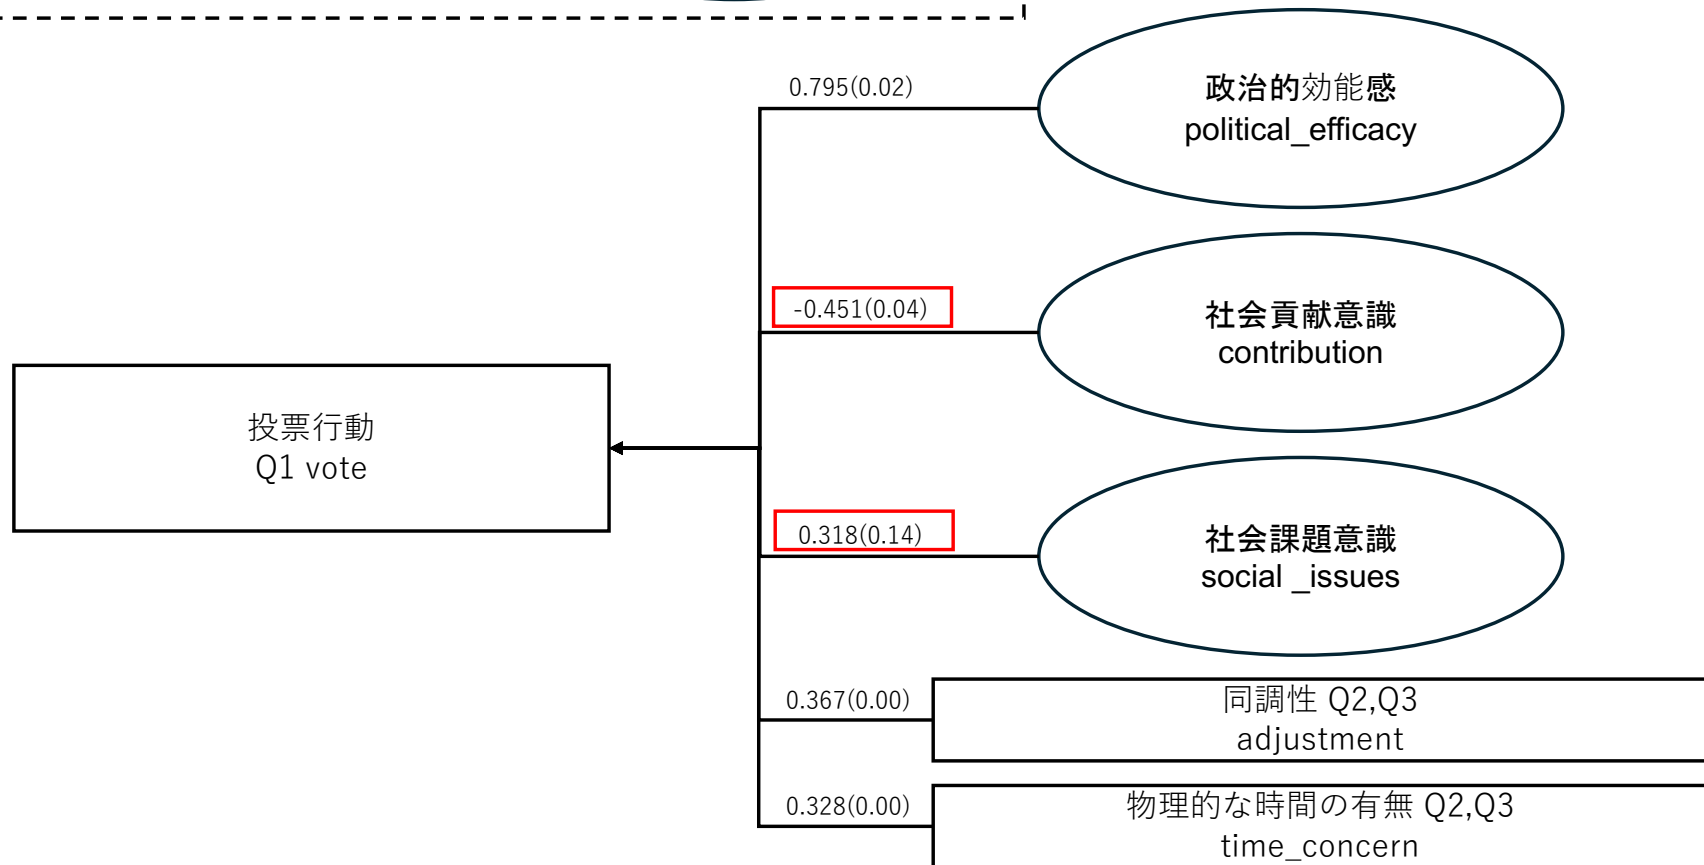 0.795(0.02)
政治的効能感
political_efficacy
-0.451(0.04)
社会貢献意識
contribution
投票行動
Q1 vote
0.318(0.14)
社会課題意識
social _issues
0.367(0.00)
同調性 Q2,Q3
adjustment
0.328(0.00)
物理的な時間の有無 Q2,Q3
time_concern